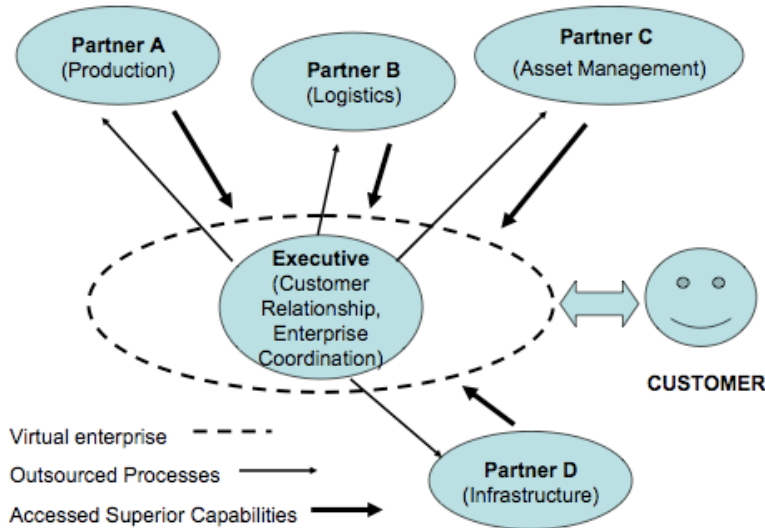 Partner A
(Production)
Partner B
(Logistics)
Partner C
(Asset Management)
Executive
(Customer
Relationship,
Enterprise
Coordination)
CUSTOMER
Partner D
(Infrastructure)
Virtual enterprise
Outsourced Processes
Accessed Superior Capabilities